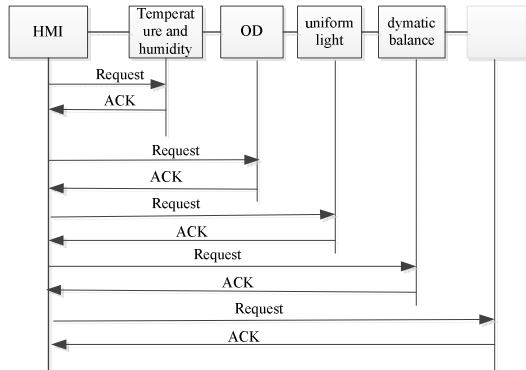 HMI
Temperat
ure and
humidity
OD
uniform
light
dymatic
balance
Request
ACK
Request
ACK
Request
ACK
Request
ACK
Request
ACK